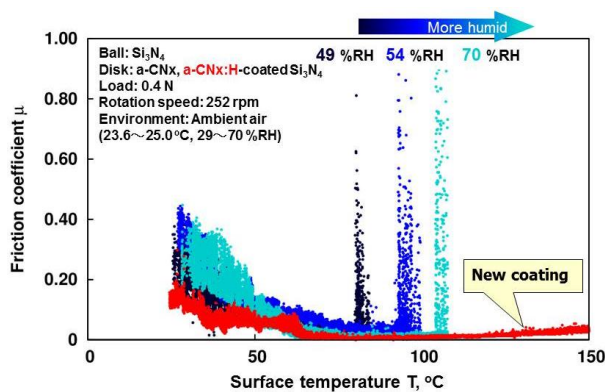 More humid
49 %RH 54 %RH 70 %RH
Ball: Si₃N₄
Disk: a-CNx, a-CNx:H-coated Si₃N₄
Load: 0.4 N
Rotation speed: 252 rpm
Environment: Ambient air
(23.6～25.0 °C, 29～70 %RH)
1.00
0.80
0.60
0.40
0.20
0
Friction coefficient μ
New coating
0 50 100 150
Surface temperature T, °C